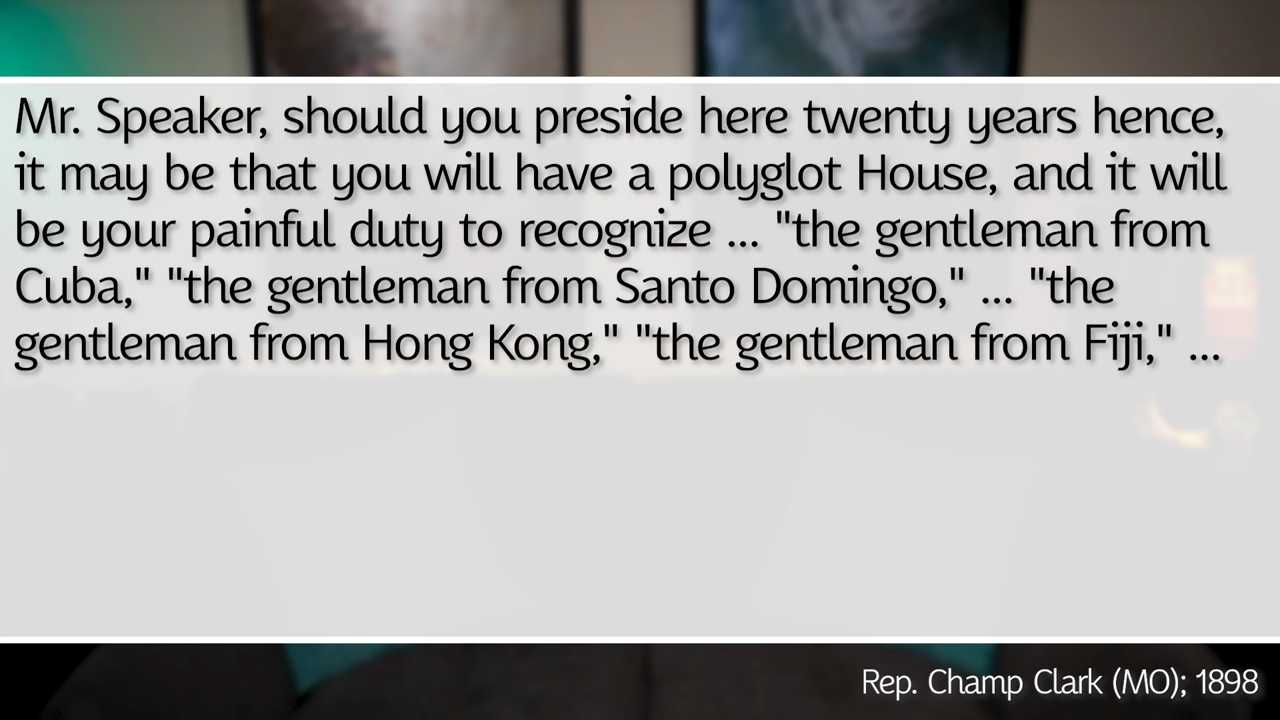 Mr. Speaker, should you preside here twenty years hence,
it may be that you will have a polyglot House, and it will
be your painful duty to recognize ... "the gentleman from
Cuba," "the gentleman from Santo Domingo," ... "the
gentleman from Hong Kong," "the gentleman from Fiji," ...
Rep. Champ Clark (MO); 1898